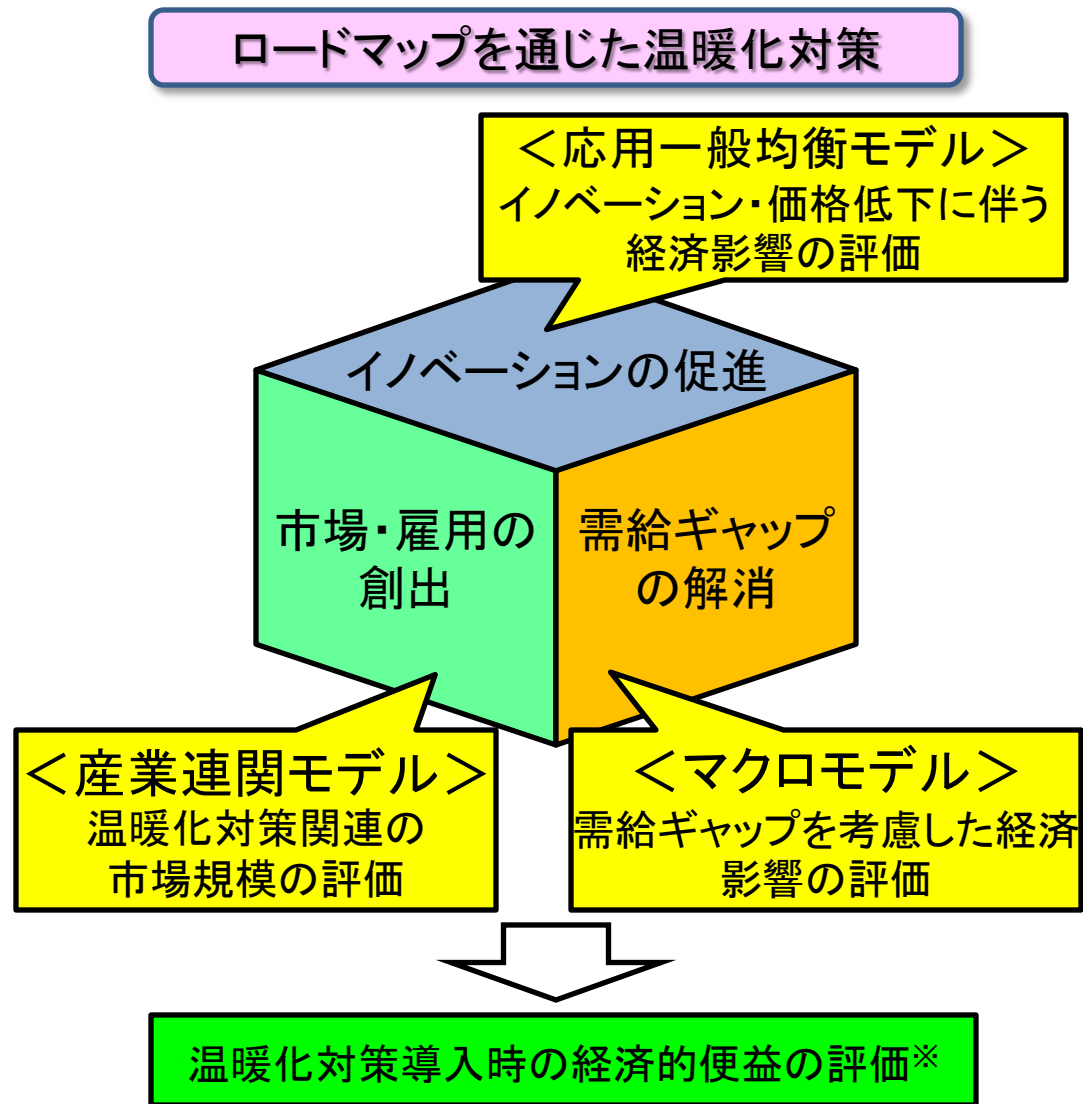 ロードマップを通じた温暖化対策
＜応用一般均衡モデル＞
イノベーション・価格低下に伴う
経済影響の評価
イノベーションの促進
市場・雇用の
創出
需給ギャップ
の解消
＜産業連関モデル＞
温暖化対策関連の
市場規模の評価
＜マクロモデル＞
需給ギャップを考慮した経済
影響の評価
温暖化対策導入時の経済的便益の評価※